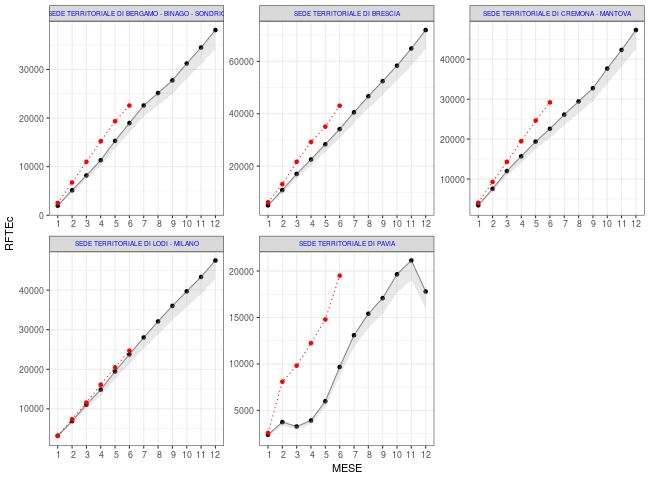 SEDE TERRITORIALE DI BERGAMO - BINAGO - SONDRIO
SEDE TERRITORIALE DI BRESCIA
SEDE TERRITORIALE DI CREMONA - MANTOVA
30000
20000
10000
0
1 2 3 4 5 6 7 8 9 10 11 12
60000
40000
20000
1 2 3 4 5 6 7 8 9 10 11 12
40000
30000
20000
10000
1 2 3 4 5 6 7 8 9 10 11 12
RFTEc
SEDE TERRITORIALE DI LODI - MILANO
SEDE TERRITORIALE DI PAVIA
40000
30000
20000
10000
1 2 3 4 5 6 7 8 9 10 11 12
20000
15000
10000
5000
1 2 3 4 5 6 7 8 9 10 11 12
MESE